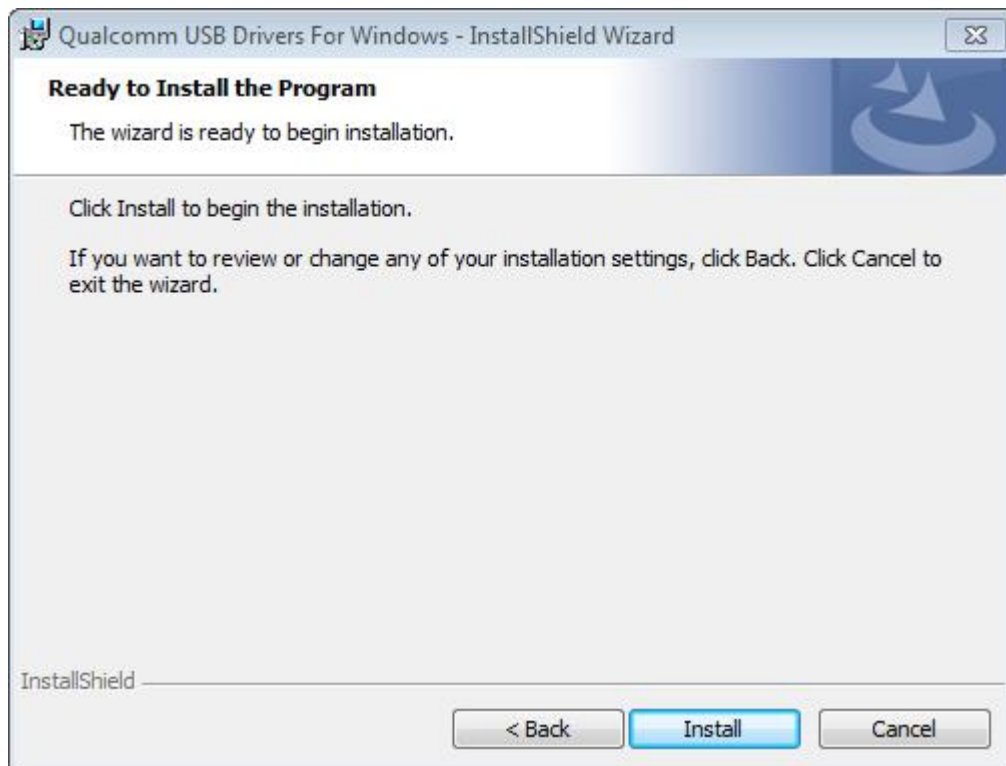 Qualcomm USB Drivers For Windows - InstallShield Wizard
Ready to Install the Program
The wizard is ready to begin installation.
Click Install to begin the installation.
If you want to review or change any of your installation settings, click Back. Click Cancel to
exit the wizard.
InstallShield
< Back
Install
Cancel